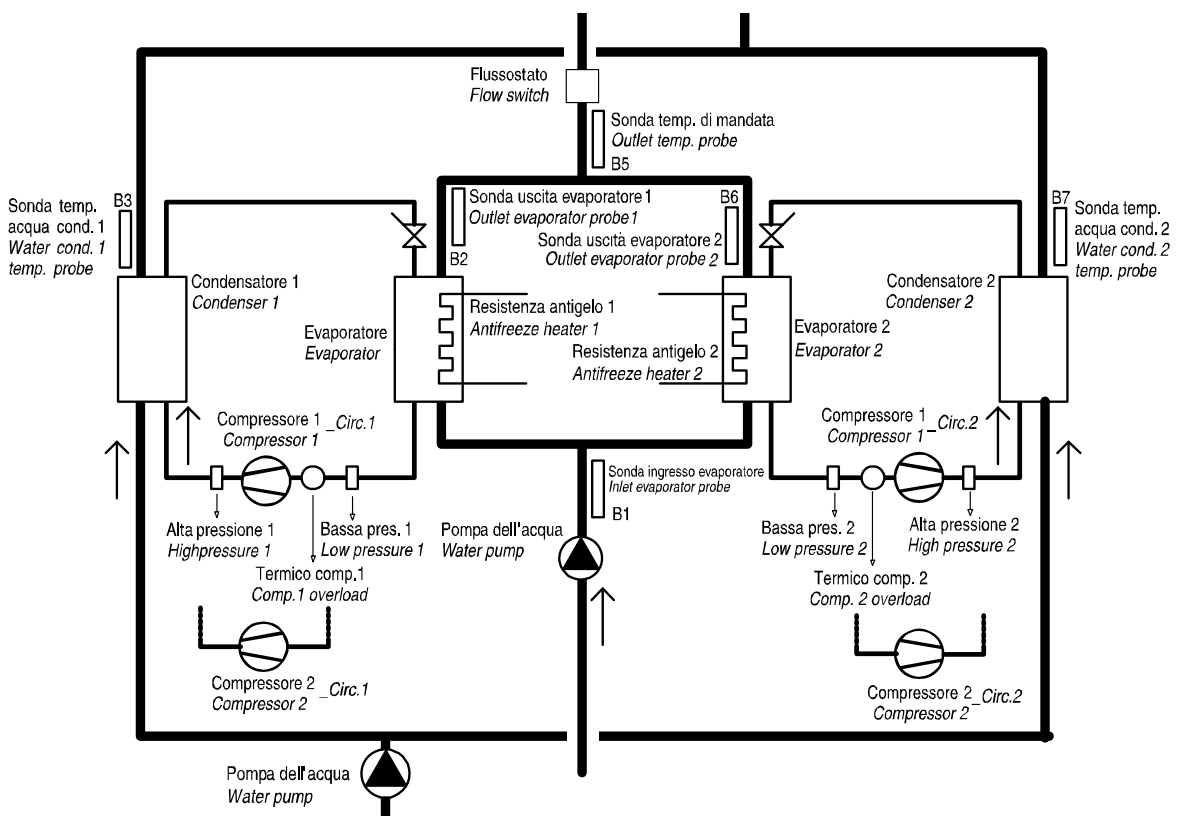 Flussostato
Flow switch
Sonda temp. di mandata
Outlet temp. probe
B5
B3
Sonda temp.
acqua cond. 1
Water cond. 1
temp. probe
Sonda uscita evaporatore 1
Outlet evaporator probe 1
B2
B6
Sonda uscità evaporatore 2
Outlet evaporator probe 2
B7
Sonda temp.
acqua cond. 2
Water cond. 2
temp. probe
Condensatore 1
Condenser 1
Evaporatore
Evaporator
Resistenza antigelo 1
Antifreeze heater 1
Resistenza antigelo 2
Antifreeze heater 2
Evaporatore 2
Evaporator 2
Condensatore 2
Condenser 2
Compressore 1
Compressor 1
_Circ.1
Compressore 1
Compressor 1
_Circ.2
Sonda ingresso evaporatore
Inlet evaporator probe
B1
Alta pressione 1
Highpressure 1
Bassa pres. 1
Low pressure 1
Pompa dell'acqua
Water pump
Bassa pres. 2
Low pressure 2
Alta pressione 2
High pressure 2
Termico comp.1
Comp.1 overload
Termico comp. 2
Comp. 2 overload
Compressore 2
Compressor 2
_Circ.1
Compressore 2
Compressor 2
_Circ.2
Pompa dell'acqua
Water pump